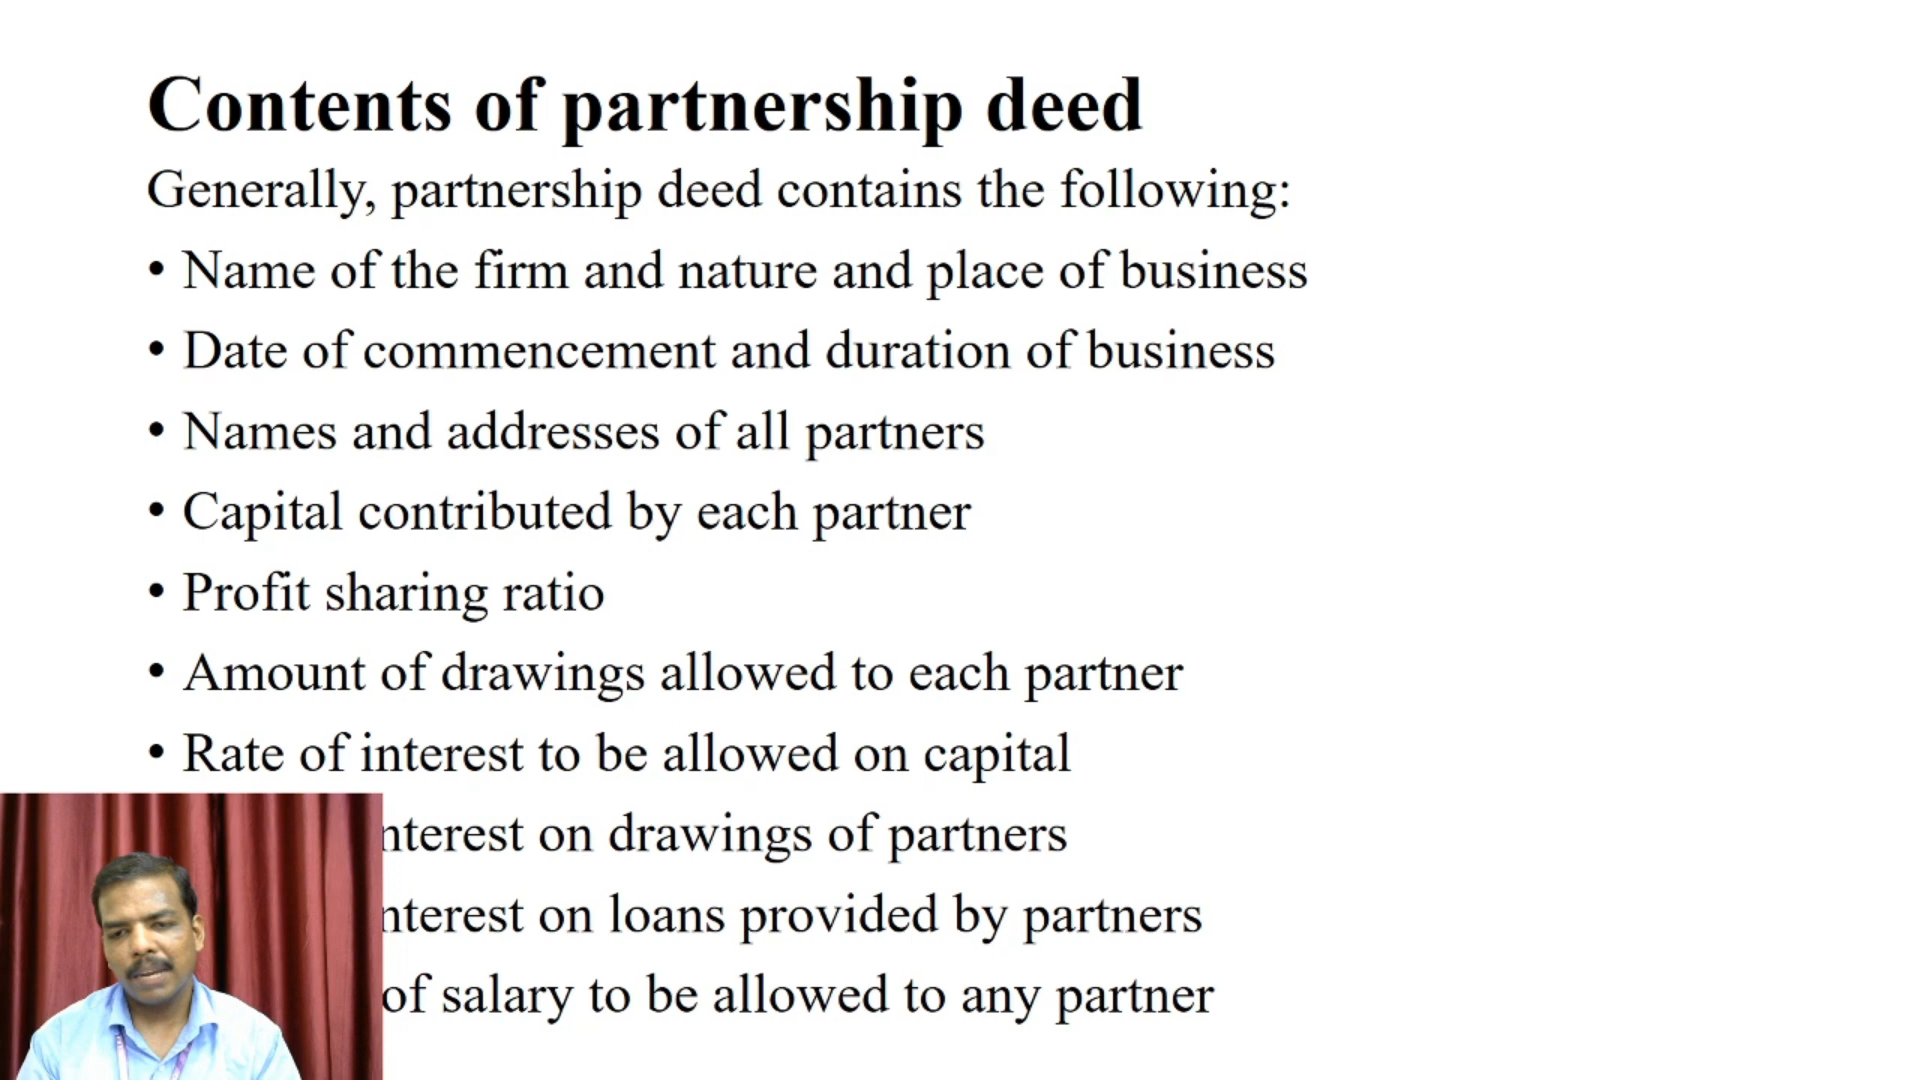 Contents of partnership deed
Generally, partnership deed contains the following:
• Name of the firm and nature and place of business
• Date of commencement and duration of business
• Names and addresses of all partners
• Capital contributed by each partner
• Profit sharing ratio
• Amount of drawings allowed to each partner
• Rate of interest to be allowed on capital
nterest on drawings of partners
nterest on loans provided by partners
of salary to be allowed to any partner